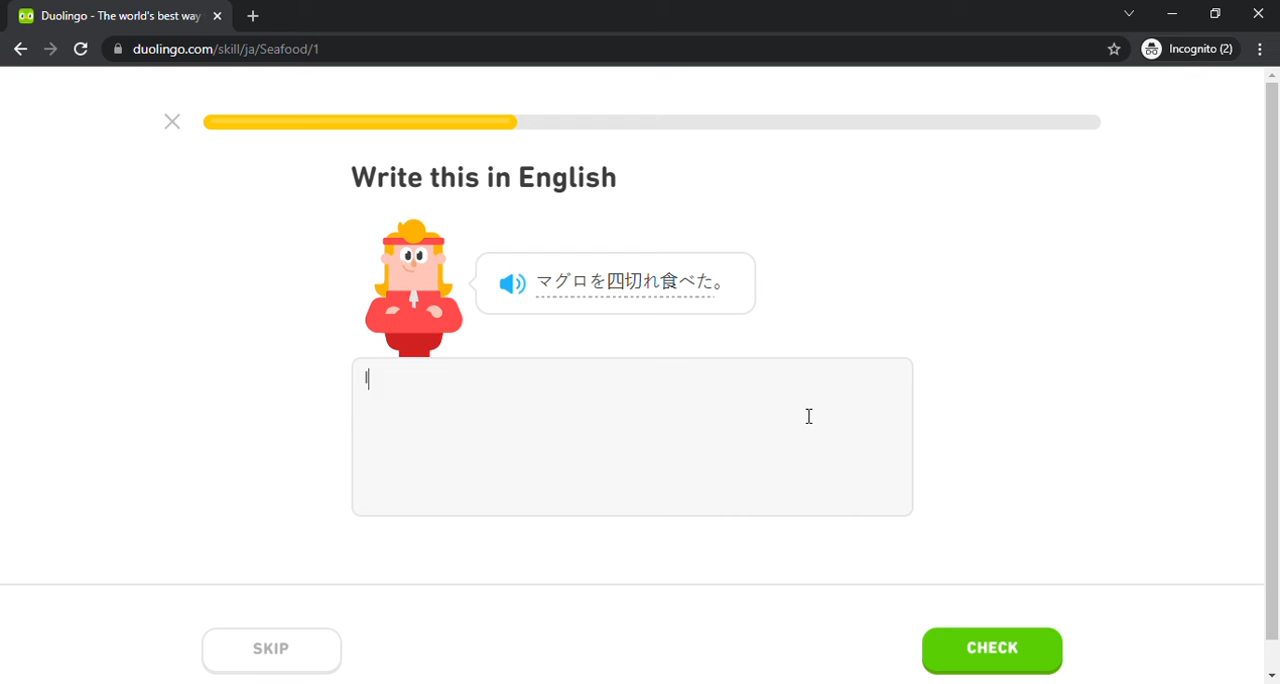 Duolingo - The world's best way
duolingo.com/skill/ja/Seafood/1
Incognito (2)
Write this in English
マグロを四切れ食べた。
I
SKIP
CHECK